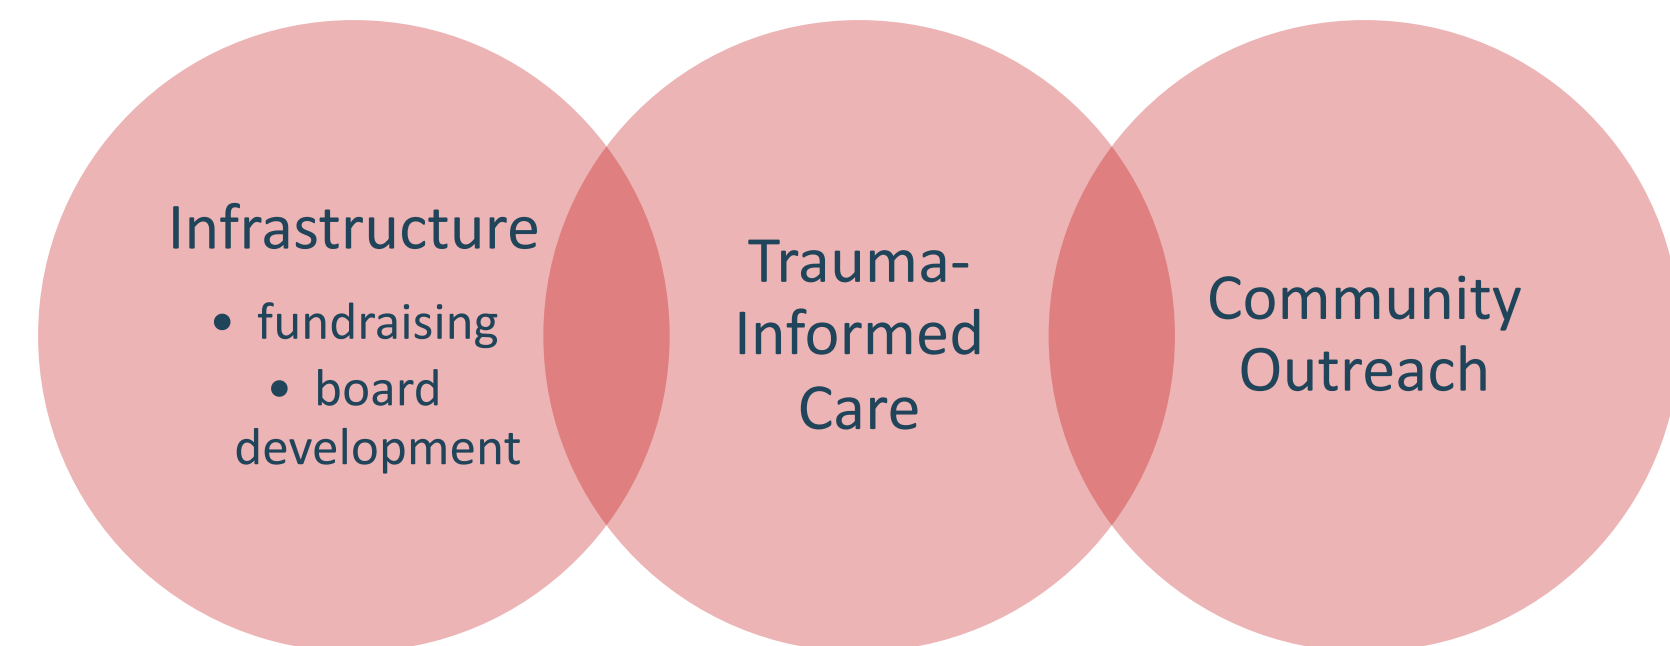 Infrastructure
• fundraising
• board
development
Trauma-
Informed
Care
Community
Outreach